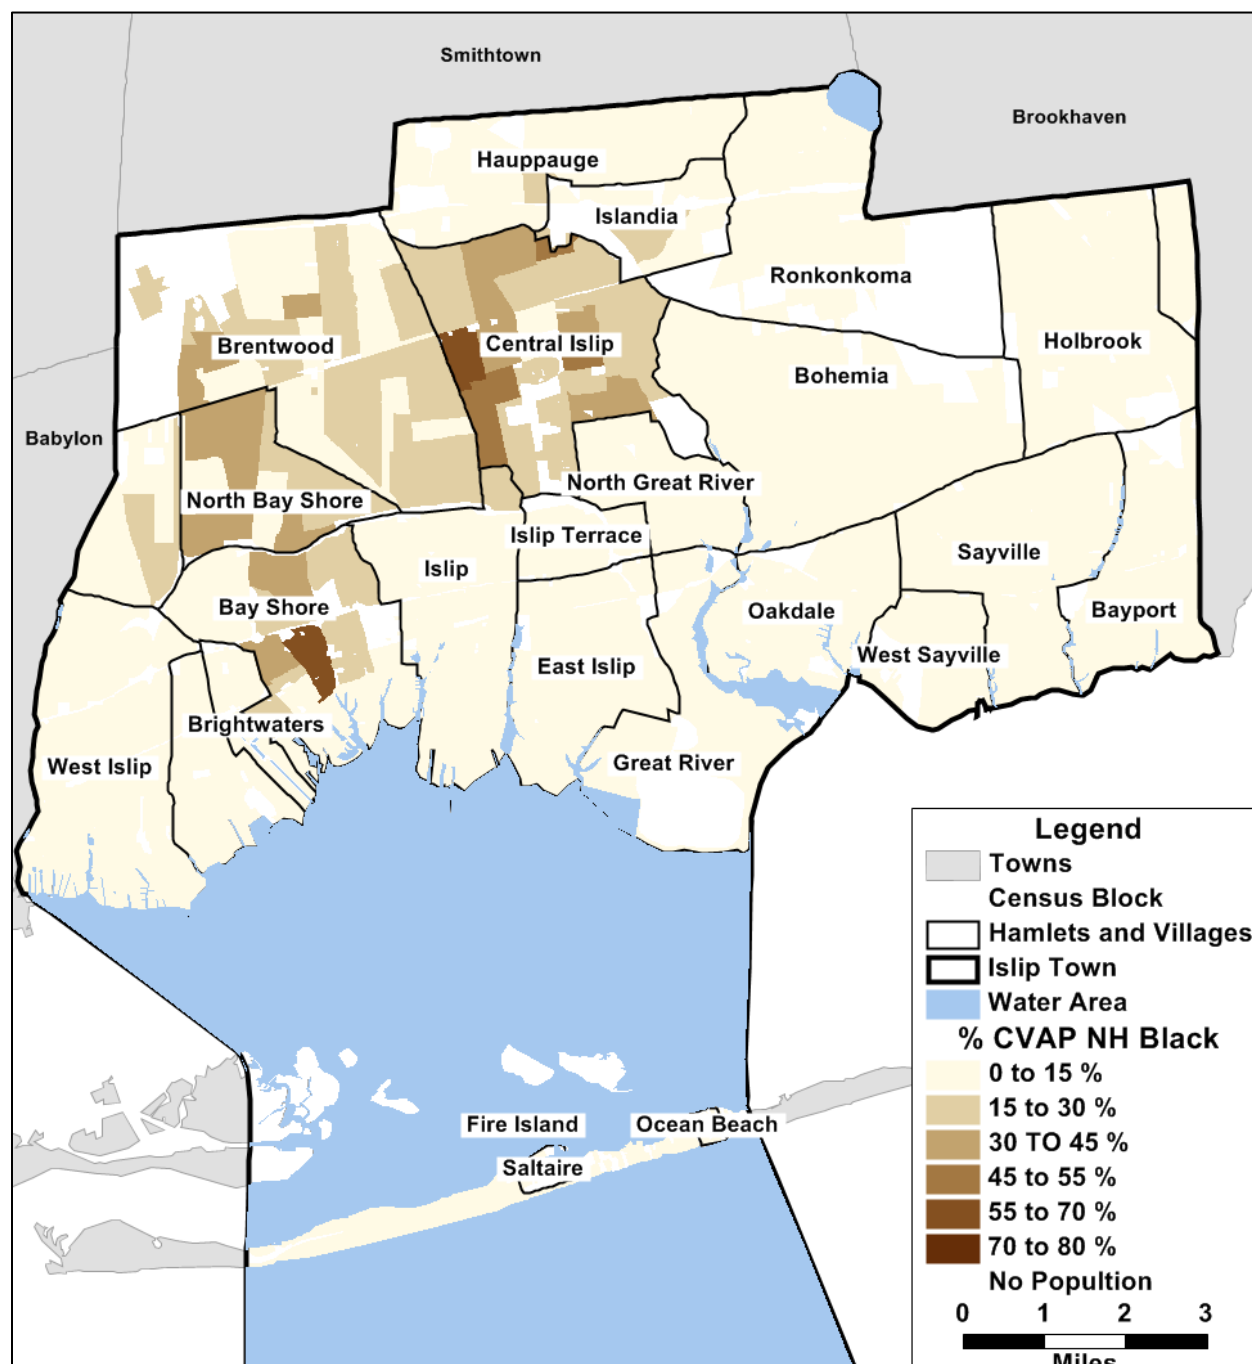 Smithtown
Brookhaven
Hauppauge
Islandia
Ronkonkoma
Brentwood
Central Islip
Holbrook
Bohemia
Babylon
North Bay Shore
North Great River
Islip Terrace
Islip
Sayville
Bay Shore
Oakdale
Bayport
East Islip
West Sayville
Brightwaters
West Islip
Great River
Fire Island
Ocean Beach
Saltaire
Legend
Towns
Census Block
Hamlets and Villages
Islip Town
Water Area
% CVAP NH Black
0 to 15 %
15 to 30 %
30 TO 45 %
45 to 55 %
55 to 70 %
70 to 80 %
No Popultion
0 1 2 3
Miles